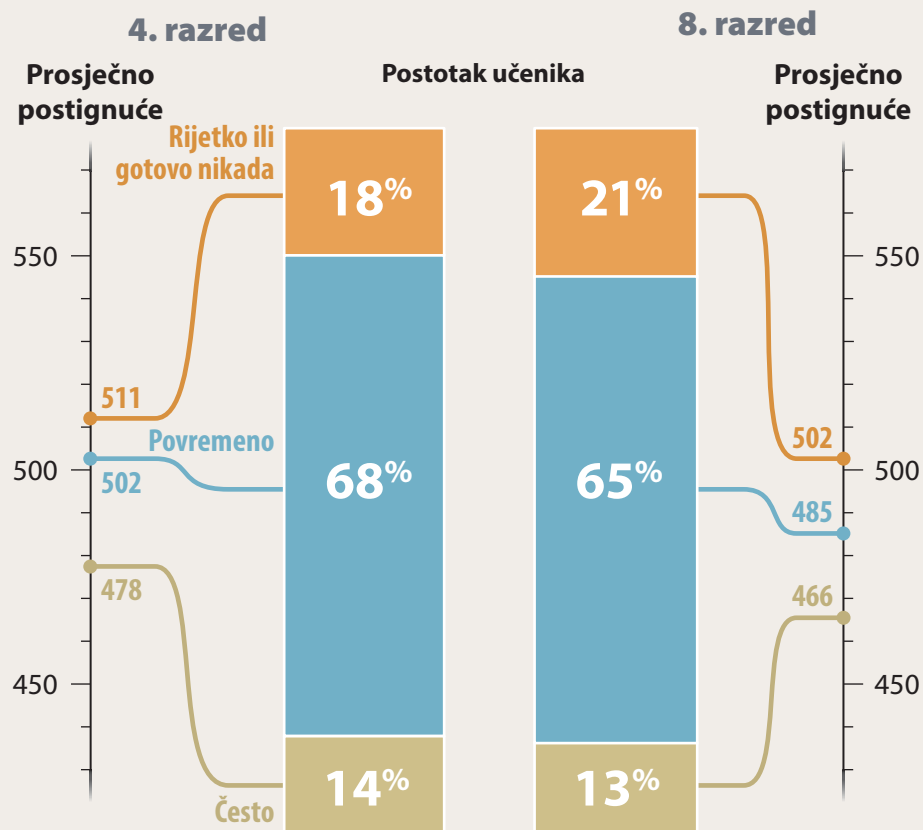 4. razred
8. razred
Prosječno
postignuće
Postotak učenika
Prosječno
postignuće
Rijetko ili
gotovo nikada
18%
21%
550
550
511
Povremeno
502
500
502
68%
65%
500
485
478
466
450
450
Često
14%
13%